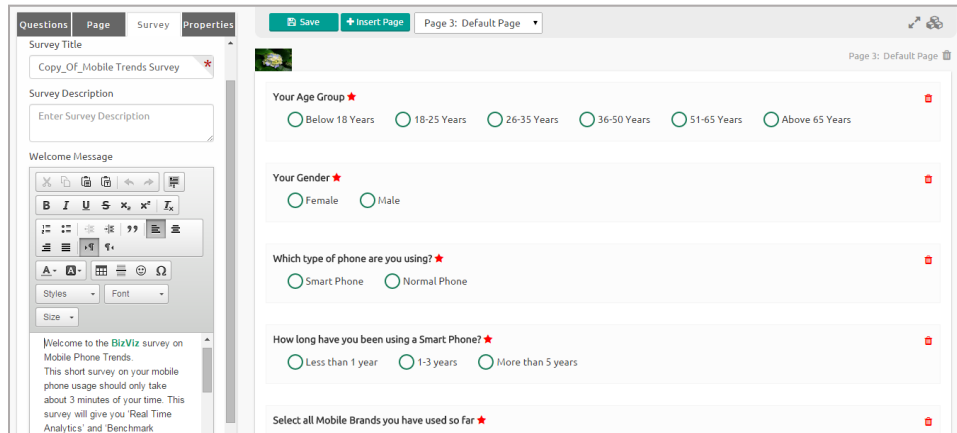 Questions Page Survey Properties
Save Insert Page Page 3: Default Page
Survey Title
Copy_Of_Mobile Trends Survey *
Survey Description
Enter Survey Description
Welcome Message
B I U S x₂ x² Tx
A A Ω
Styles Font
Size
Welcome to the BizViz survey on
Mobile Phone Trends.
This short survey on your mobile
phone usage should only take
about 3 minutes of your time. This
survey will give you 'Real Time
Analytics' and 'Benchmark
Page 3: Default Page
Your Age Group
Below 18 Years 18-25 Years 26-35 Years 36-50 Years 51-65 Years Above 65 Years
Your Gender
Female Male
Which type of phone are you using?
Smart Phone Normal Phone
How long have you been using a Smart Phone?
Less than 1 year 1-3 years More than 5 years
Select all Mobile Brands you have used so far